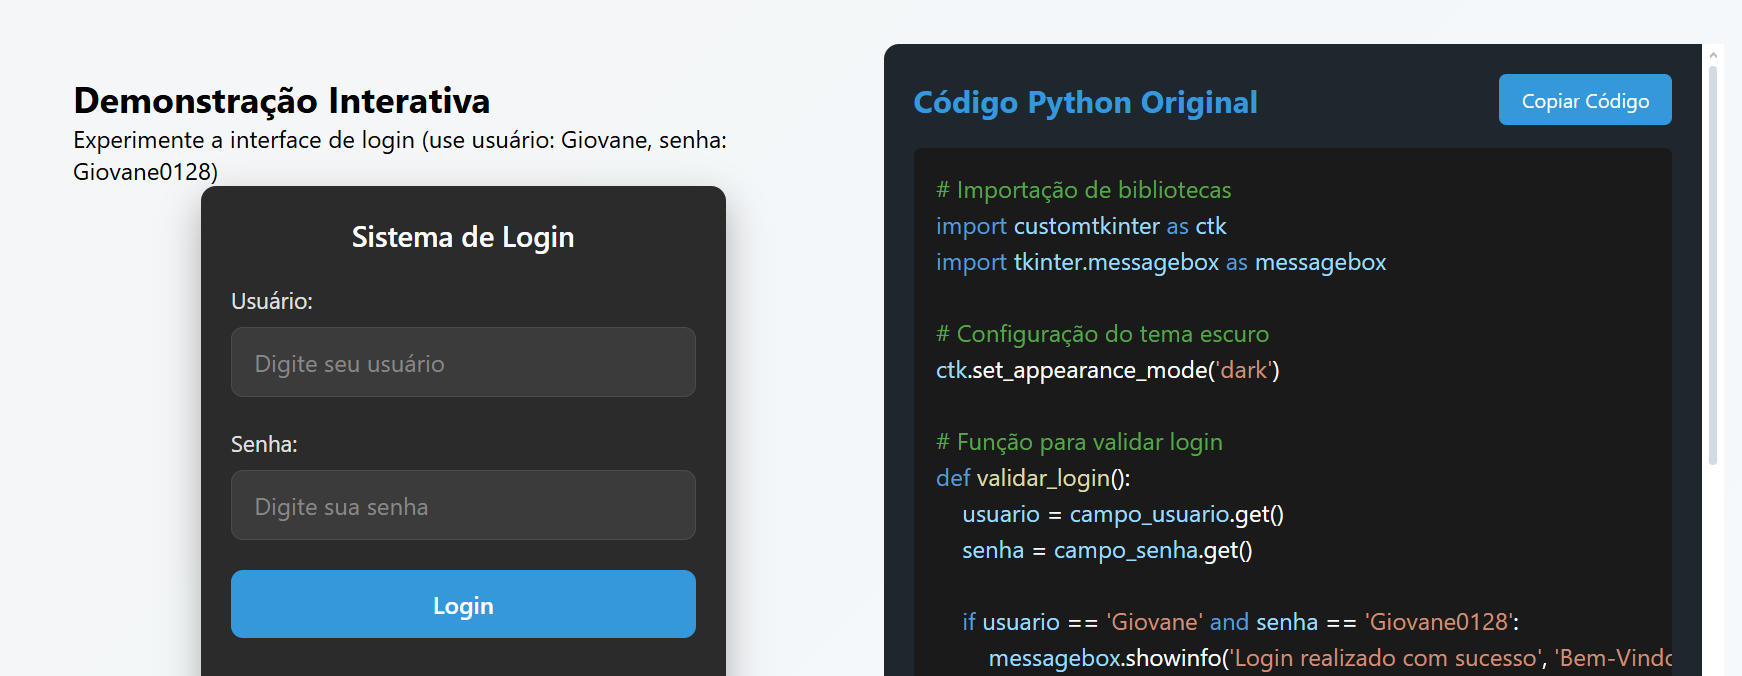 Demonstração Interativa
Experimente a interface de login (use usuário: Giovane, senha:
Giovane0128)
Sistema de Login
Usuário:
Digite seu usuário
Senha:
Digite sua senha
Login
Código Python Original
Copiar Código
# Importação de bibliotecas
import customtkinter as ctk
import tkinter.messagebox as messagebox
# Configuração do tema escuro
ctk.set_appearance_mode('dark')
# Função para validar login
def validar_login():
usuario = campo_usuario.get()
senha = campo_senha.get()
if usuario == 'Giovane' and senha == 'Giovane0128':
messagebox.showinfo('Login realizado com sucesso', 'Bem-Vindo